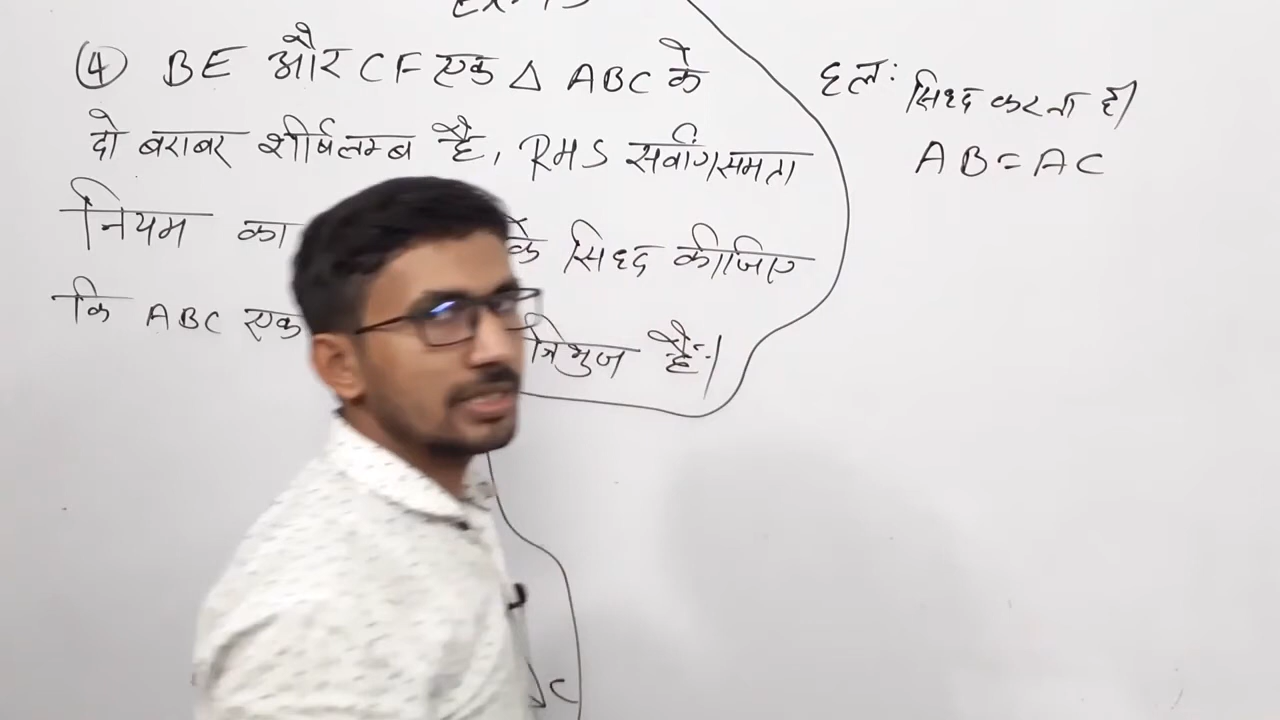 ④ BE और CF एक △ ABC के
दो बराबर शीर्षलम्ब है, RHS सर्वांगसमता
नियम का के सिध्द कीजिए
कि ABC एक त्रिभुज है।
हल: सिध्द करना है।
AB = AC
C